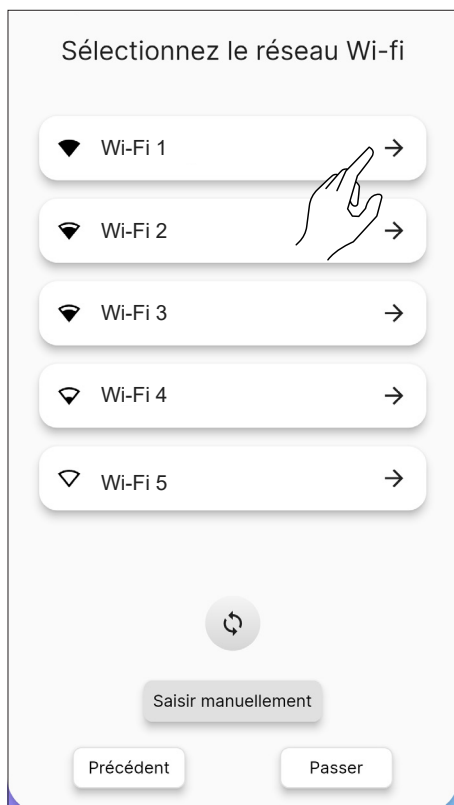 Sélectionnez le réseau Wi-fi
Wi-Fi 1
Wi-Fi 2
Wi-Fi 3
Wi-Fi 4
Wi-Fi 5
Saisir manuellement
Précédent
Passer